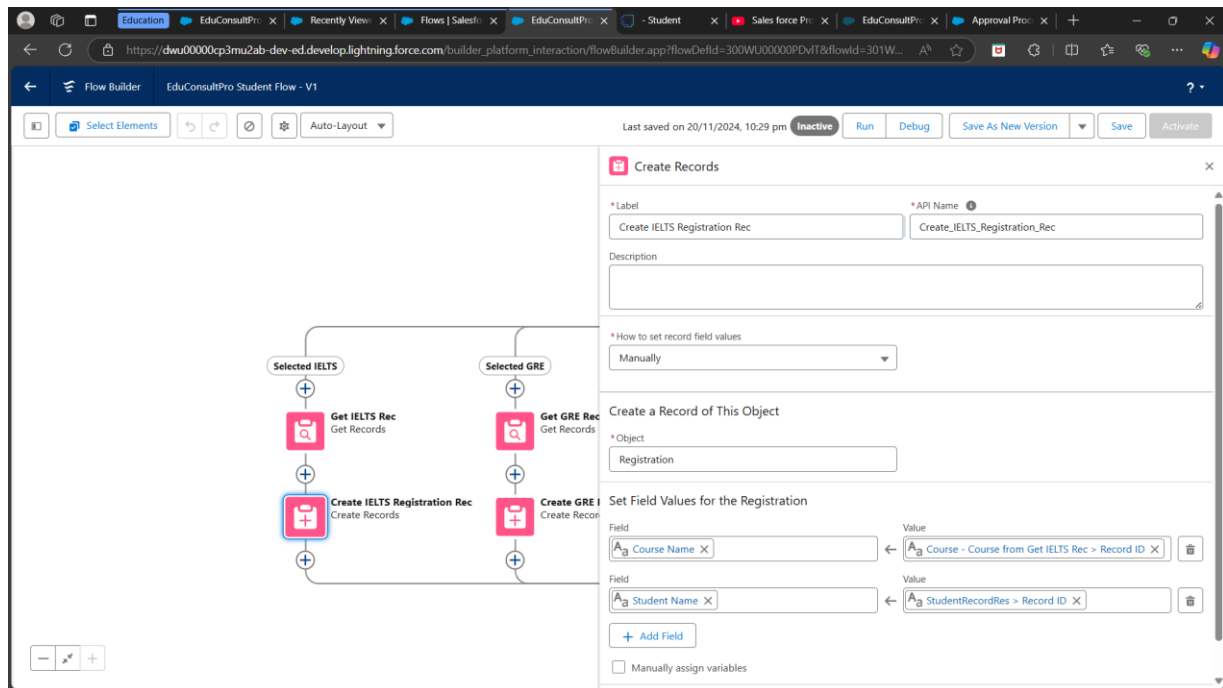 Education
EduConsultPro
Recently View
Flows | Salesfo
EduConsultPro
- Student
Sales force Pro
EduConsultPro
Approval Proc
https://dwu00000cp3mu2ab-dev-ed.develop.lightning.force.com/builder_platform_interaction/flowBuilder.app?flowDefId=300WU00000PDvlT&flowId=301W...
Flow Builder
EduConsultPro Student Flow - V1
?
Select Elements
Auto-Layout
Last saved on 20/11/2024, 10:29 pm
Inactive
Run
Debug
Save As New Version
Save
Activate
Selected IELTS
Get IELTS Rec
Get Records
Create IELTS Registration Rec
Create Records
Selected GRE
Get GRE Rec
Get Records
Create GRE
Create Recor
Create Records
*Label
Create IELTS Registration Rec
*API Name
Create_IELTS_Registration_Rec
Description
*How to set record field values
Manually
Create a Record of This Object
*Object
Registration
Set Field Values for the Registration
Field
Value
Aa Course Name
Aa Course - Course from Get IELTS Rec > Record ID
Field
Value
Aa Student Name
Aa StudentRecordRes > Record ID
+ Add Field
Manually assign variables